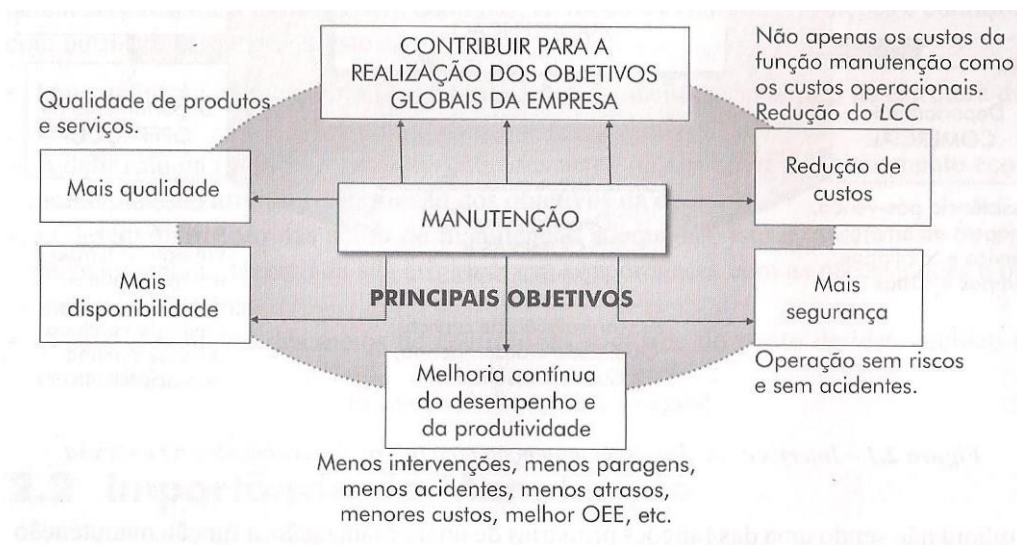 CONTRIBUIR PARA A
REALIZAÇÃO DOS OBJETIVOS
GLOBAIS DA EMPRESA
Não apenas os custos da
função manutenção como
os custos operacionais.
Redução do LCC
Qualidade de produtos
e serviços.
Mais qualidade
MANUTENÇÃO
Redução de
custos
Mais
disponibilidade
PRINCIPAIS OBJETIVOS
Mais
segurança
Melhoria contínua
do desempenho e
da produtividade
Operação sem riscos
e sem acidentes.
Menos intervenções, menos paragens,
menos acidentes, menos atrasos,
menores custos, melhor OEE, etc.